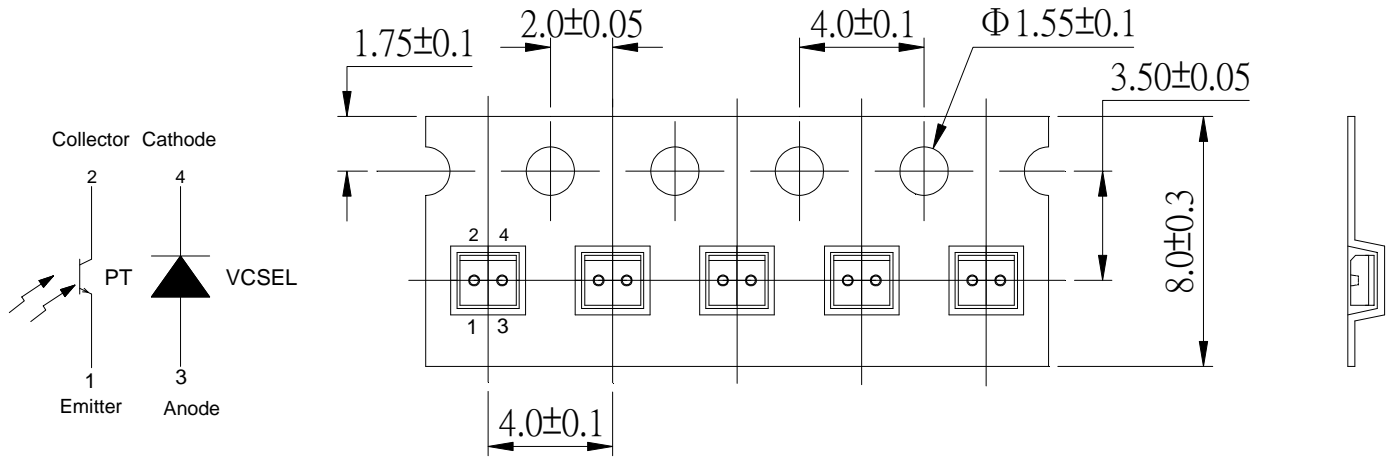 2.0±0.05
4.0±0.1
Φ1.55±0.1
1.75±0.1
3.50±0.05
Collector Cathode
2 4
PT VCSEL
1 3
Emitter Anode
2 4
1 3
8.0±0.3
4.0±0.1